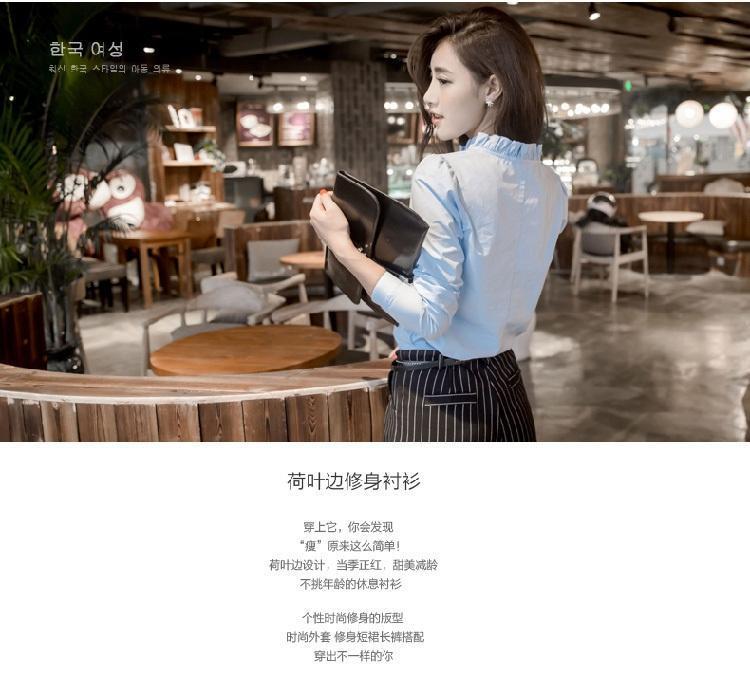 한국 여성
최신 한국 스타일의 아동 의류
荷叶边修身衬衫
穿上它，你会发现
“瘦”原来这么简单！
荷叶边设计，当季正红，甜美减龄
不挑年龄的休息衬衫
个性时尚修身的版型
时尚外套 修身短裙长裤搭配
穿出不一样的你